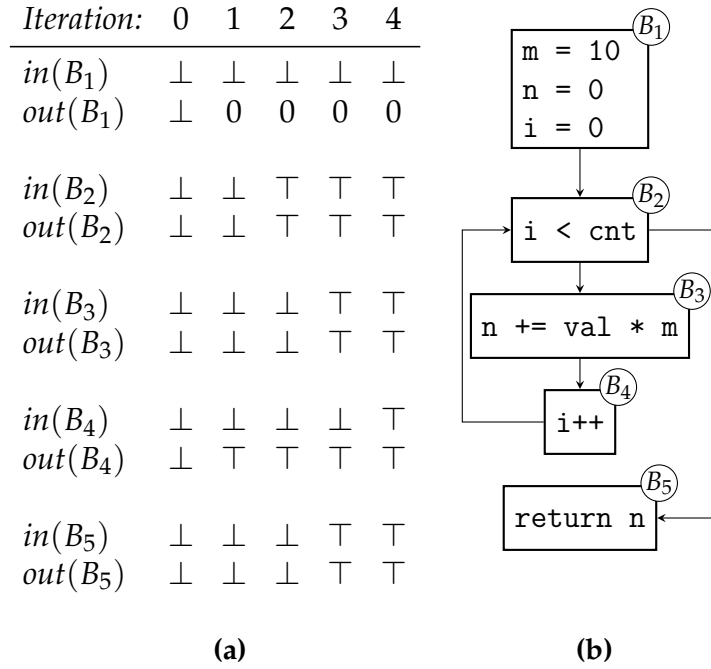 Iteration: 0 1 2 3 4
in(B₁) ⊥ ⊥ ⊥ ⊥ ⊥
out(B₁) ⊥ 0 0 0 0
in(B₂) ⊥ ⊥ ⊤ ⊤ ⊤
out(B₂) ⊥ ⊥ ⊤ ⊤ ⊤
in(B₃) ⊥ ⊥ ⊥ ⊤ ⊤
out(B₃) ⊥ ⊥ ⊥ ⊤ ⊤
in(B₄) ⊥ ⊥ ⊥ ⊥ ⊤
out(B₄) ⊥ ⊤ ⊤ ⊤ ⊤
in(B₅) ⊥ ⊥ ⊥ ⊤ ⊤
out(B₅) ⊥ ⊥ ⊥ ⊤ ⊤
(a)
B₁
m = 10
n = 0
i = 0
B₂
i < cnt
B₃
n += val * m
B₄
i++
B₅
return n
(b)